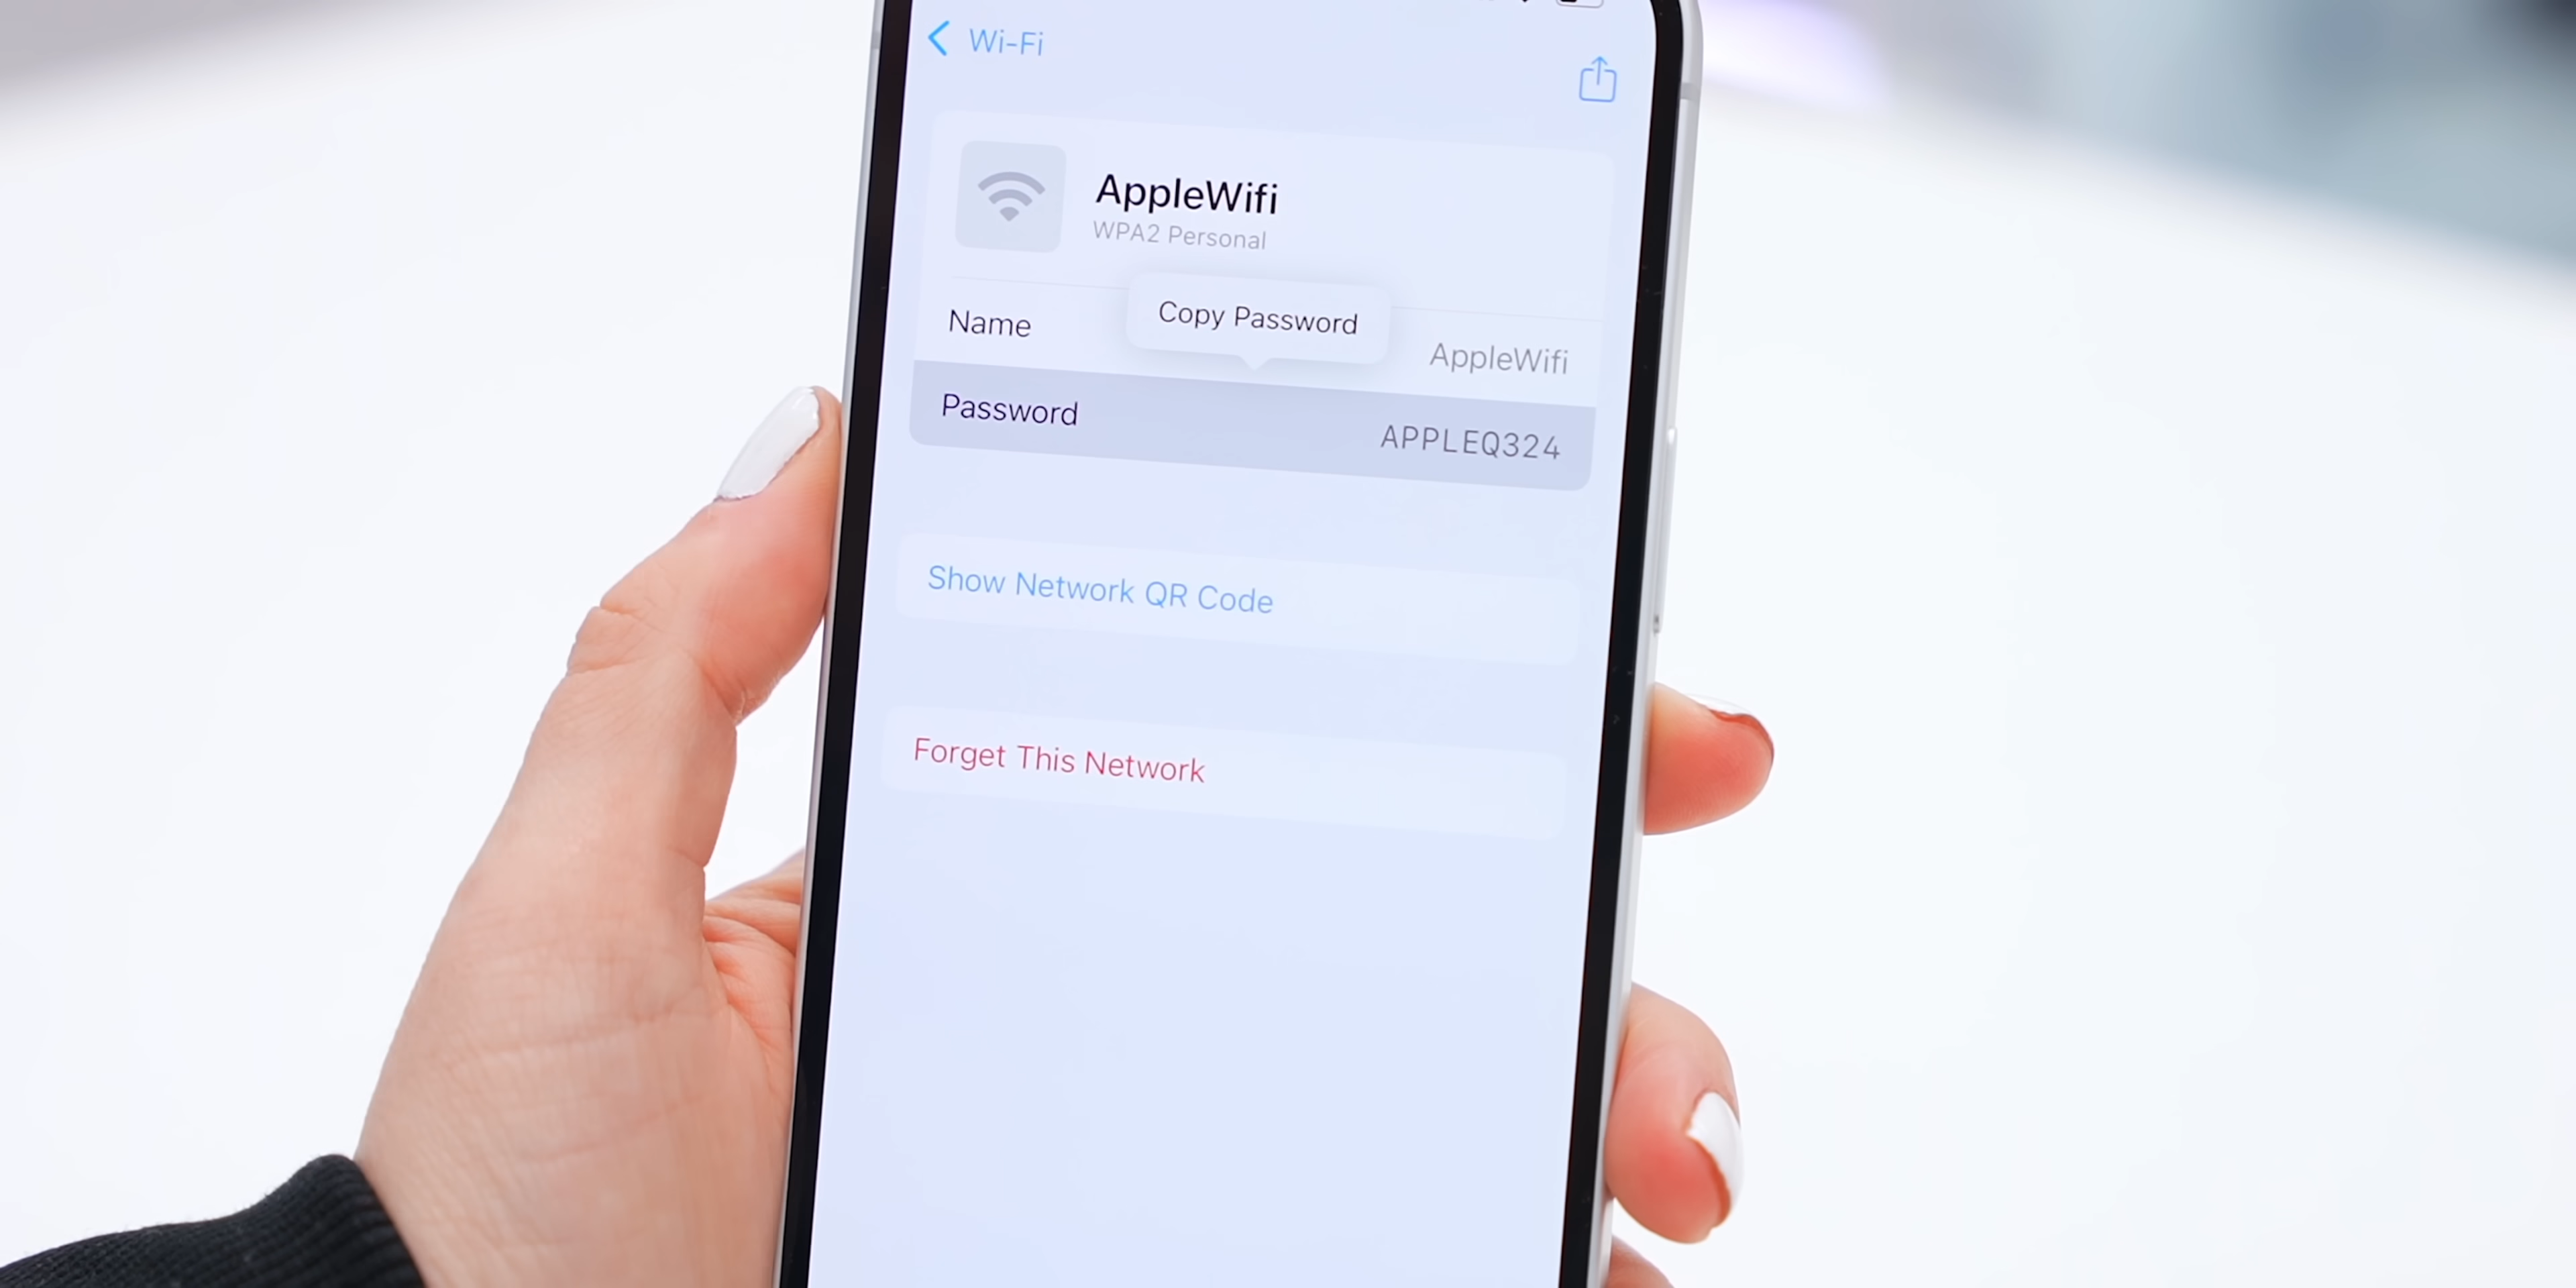 Wi-Fi
AppleWifi
WPA2 Personal
Copy Password
Name
AppleWifi
Password
APPLEQ324
Show Network QR Code
Forget This Network